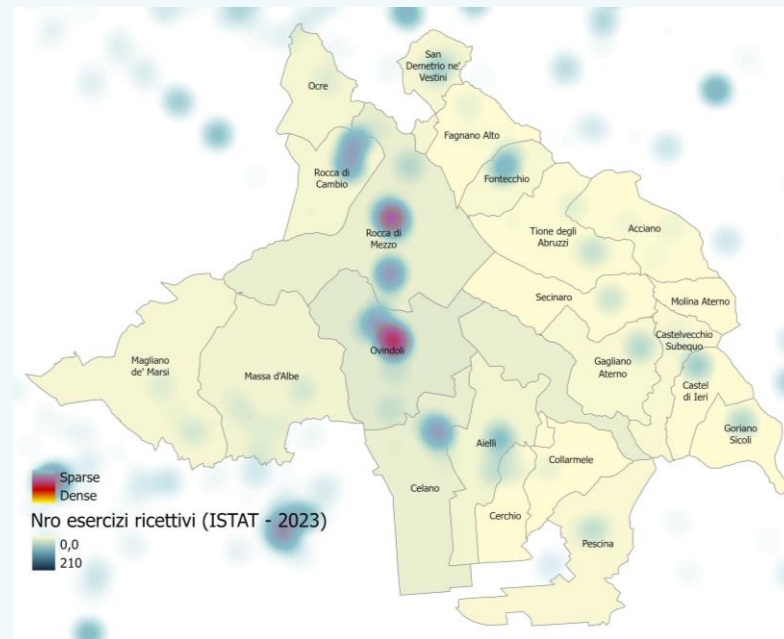 San
Demetrio ne'
Vestini
Ocre
Fagnano Alto
Rocca di
Cambio
Fontecchio
Rocca di
Mezzo
Tione degli
Abruzzi
Acciano
Secinaro
Molina Aterno
Castelvecchio
Subequo
Ovindoli
Magliano
de' Marsi
Massa d'Albe
Gagliano
Aterno
Castel
di Ieri
Goriano
Sicoli
Aielli
Collarmele
Celano
Cerchio
Pescina
Sparse
Dense
Nro esercizi ricettivi (ISTAT - 2023)
0,0
210